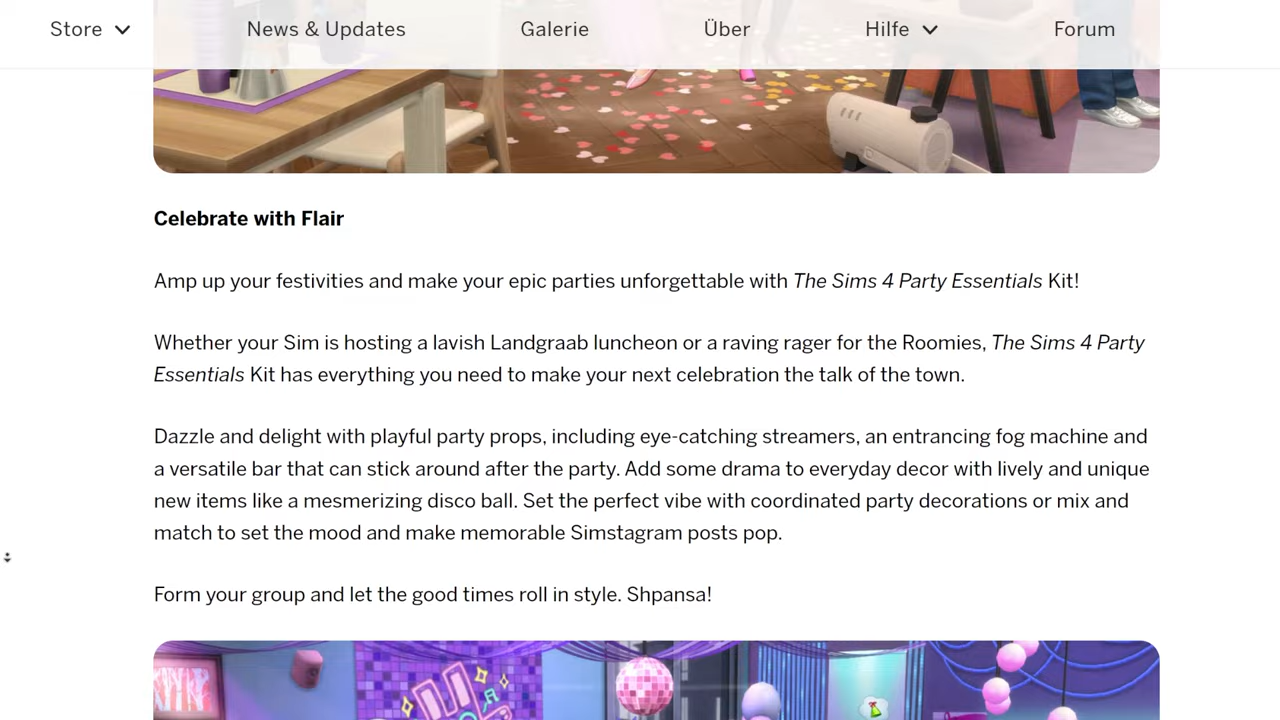 Store News & Updates Galerie Über Hilfe Forum
Celebrate with Flair
Amp up your festivities and make your epic parties unforgettable with The Sims 4 Party Essentials Kit!
Whether your Sim is hosting a lavish Landgraab luncheon or a raving rager for the Roomies, The Sims 4 Party
Essentials Kit has everything you need to make your next celebration the talk of the town.
Dazzle and delight with playful party props, including eye-catching streamers, an entrancing fog machine and
a versatile bar that can stick around after the party. Add some drama to everyday decor with lively and unique
new items like a mesmerizing disco ball. Set the perfect vibe with coordinated party decorations or mix and
match to set the mood and make memorable Simstagram posts pop.
Form your group and let the good times roll in style. Shpansa!